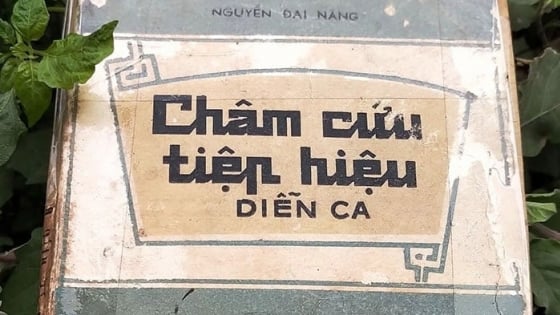 NGUYỄN ĐẠI NĂNG
Châm cứu
tiệp hiệu
DIỄN CA